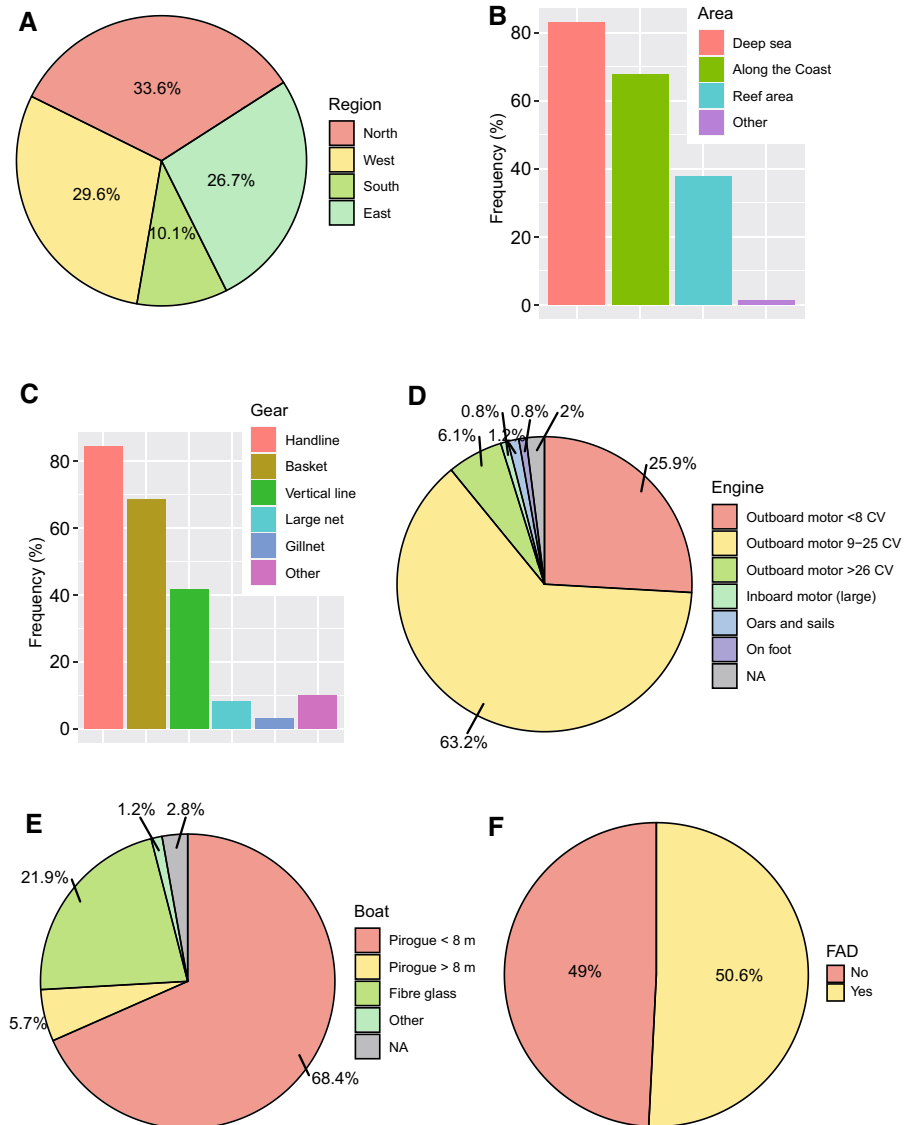 A
33.6%
29.6%
26.7%
10.1%
Region
North
West
South
East
B
Frequency (%)
80
60
40
20
0
Area
Deep sea
Along the Coast
Reef area
Other
C
Frequency (%)
80
60
40
20
0
Gear
Handline
Basket
Vertical line
Large net
Gillnet
Other
D
0.8%
0.8%
2%
6.1%
1.2%
25.9%
63.2%
Engine
Outboard motor <8 CV
Outboard motor 9−25 CV
Outboard motor >26 CV
Inboard motor (large)
Oars and sails
On foot
NA
E
1.2%
2.8%
21.9%
5.7%
68.4%
Boat
Pirogue < 8 m
Pirogue > 8 m
Fibre glass
Other
NA
F
49%
50.6%
FAD
No
Yes